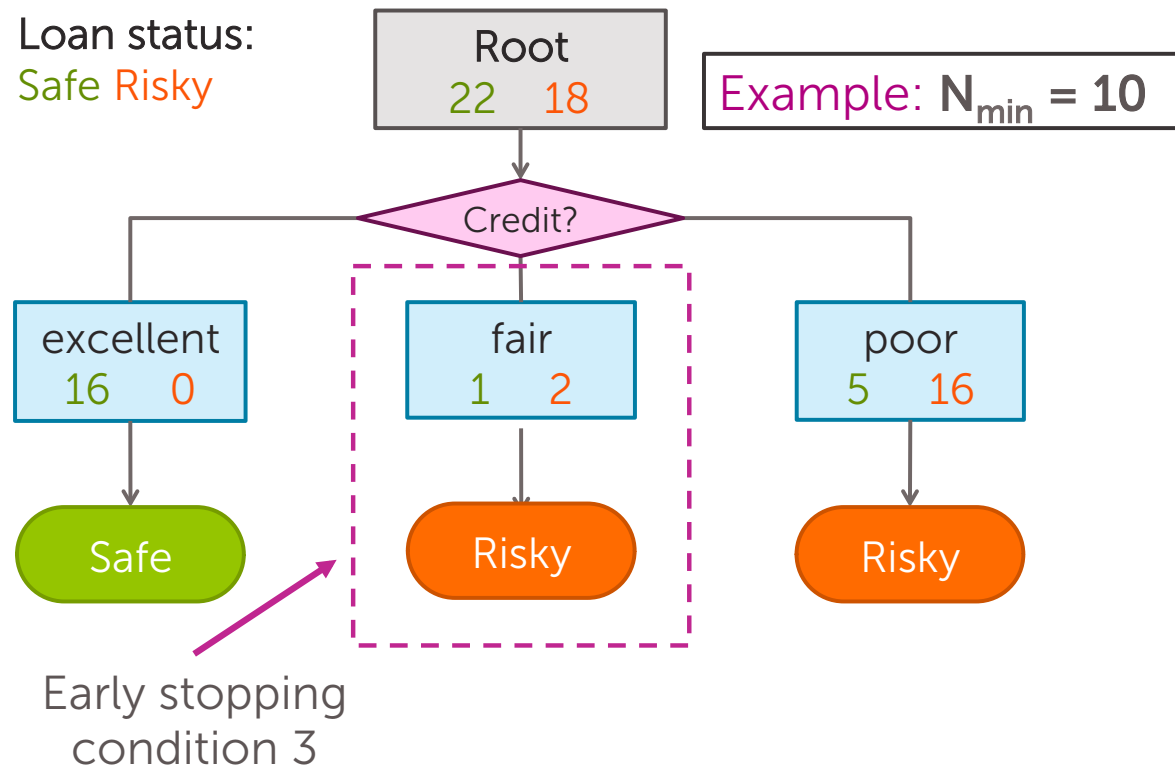 Loan status:
Safe Risky
Root
22 18
Example: Nmin = 10
Credit?
excellent
16 0
fair
1 2
poor
5 16
Safe
Risky
Risky
Early stopping
condition 3